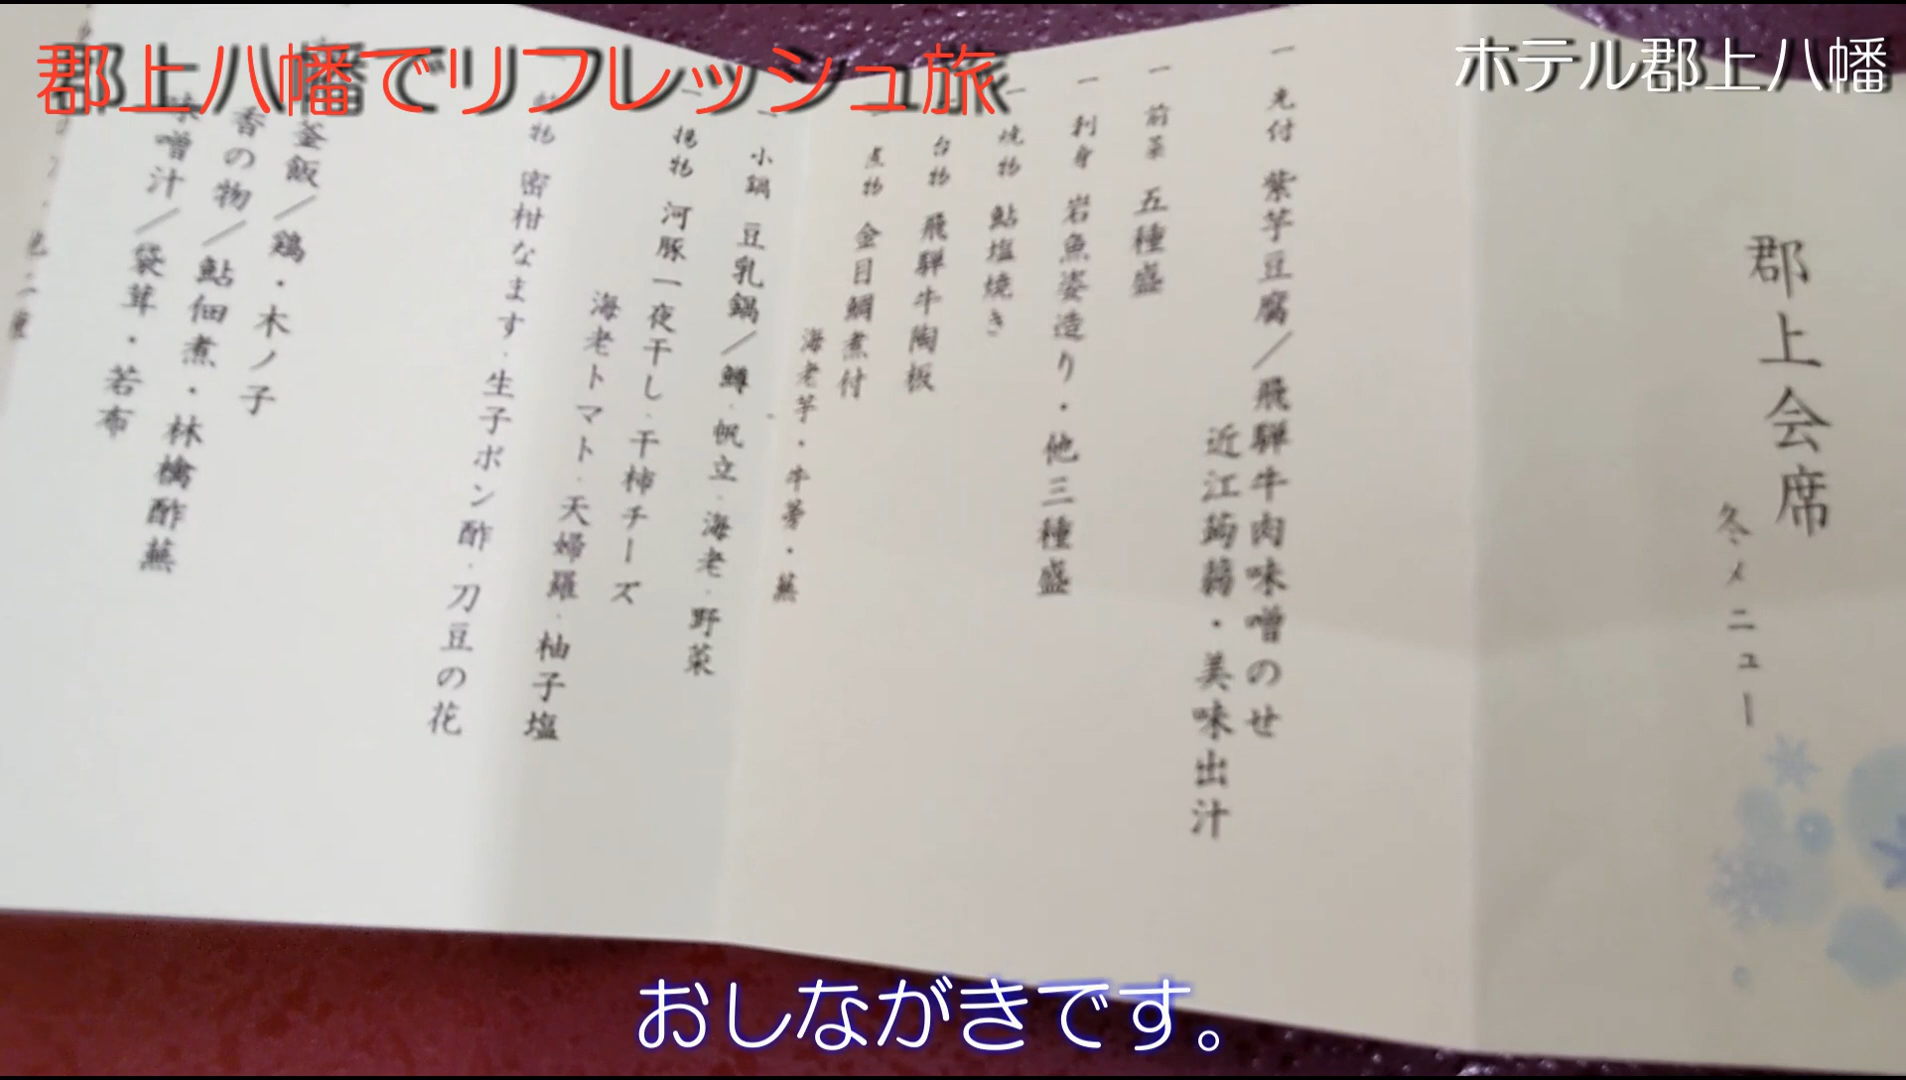 郡上八幡でリフレッシュ旅
ホテル郡上八幡
郡上会席
冬メニュー
一 先付 紫芋豆腐／飛騨牛肉味噌のせ
近江蒟蒻・美味出汁
一 前菜 五種盛
一 刺身 岩魚姿造り・他三種盛
一 焼物 鮎塩焼き
台物 飛騨牛陶板
煮物 金目鯛煮付
海老芋・牛蒡・蕪
一 小鍋 豆乳鍋／鱒・帆立・海老・野菜
一 揚物 河豚一夜干し・干柿チーズ
海老トマト・天婦羅・柚子塩
密柑なます・生子ポン酢・刀豆の花
釜飯／鶏・木ノ子
香の物／鮎佃煮・林檎酢蕪
味噌汁／袋茸・若布
おしながきです。